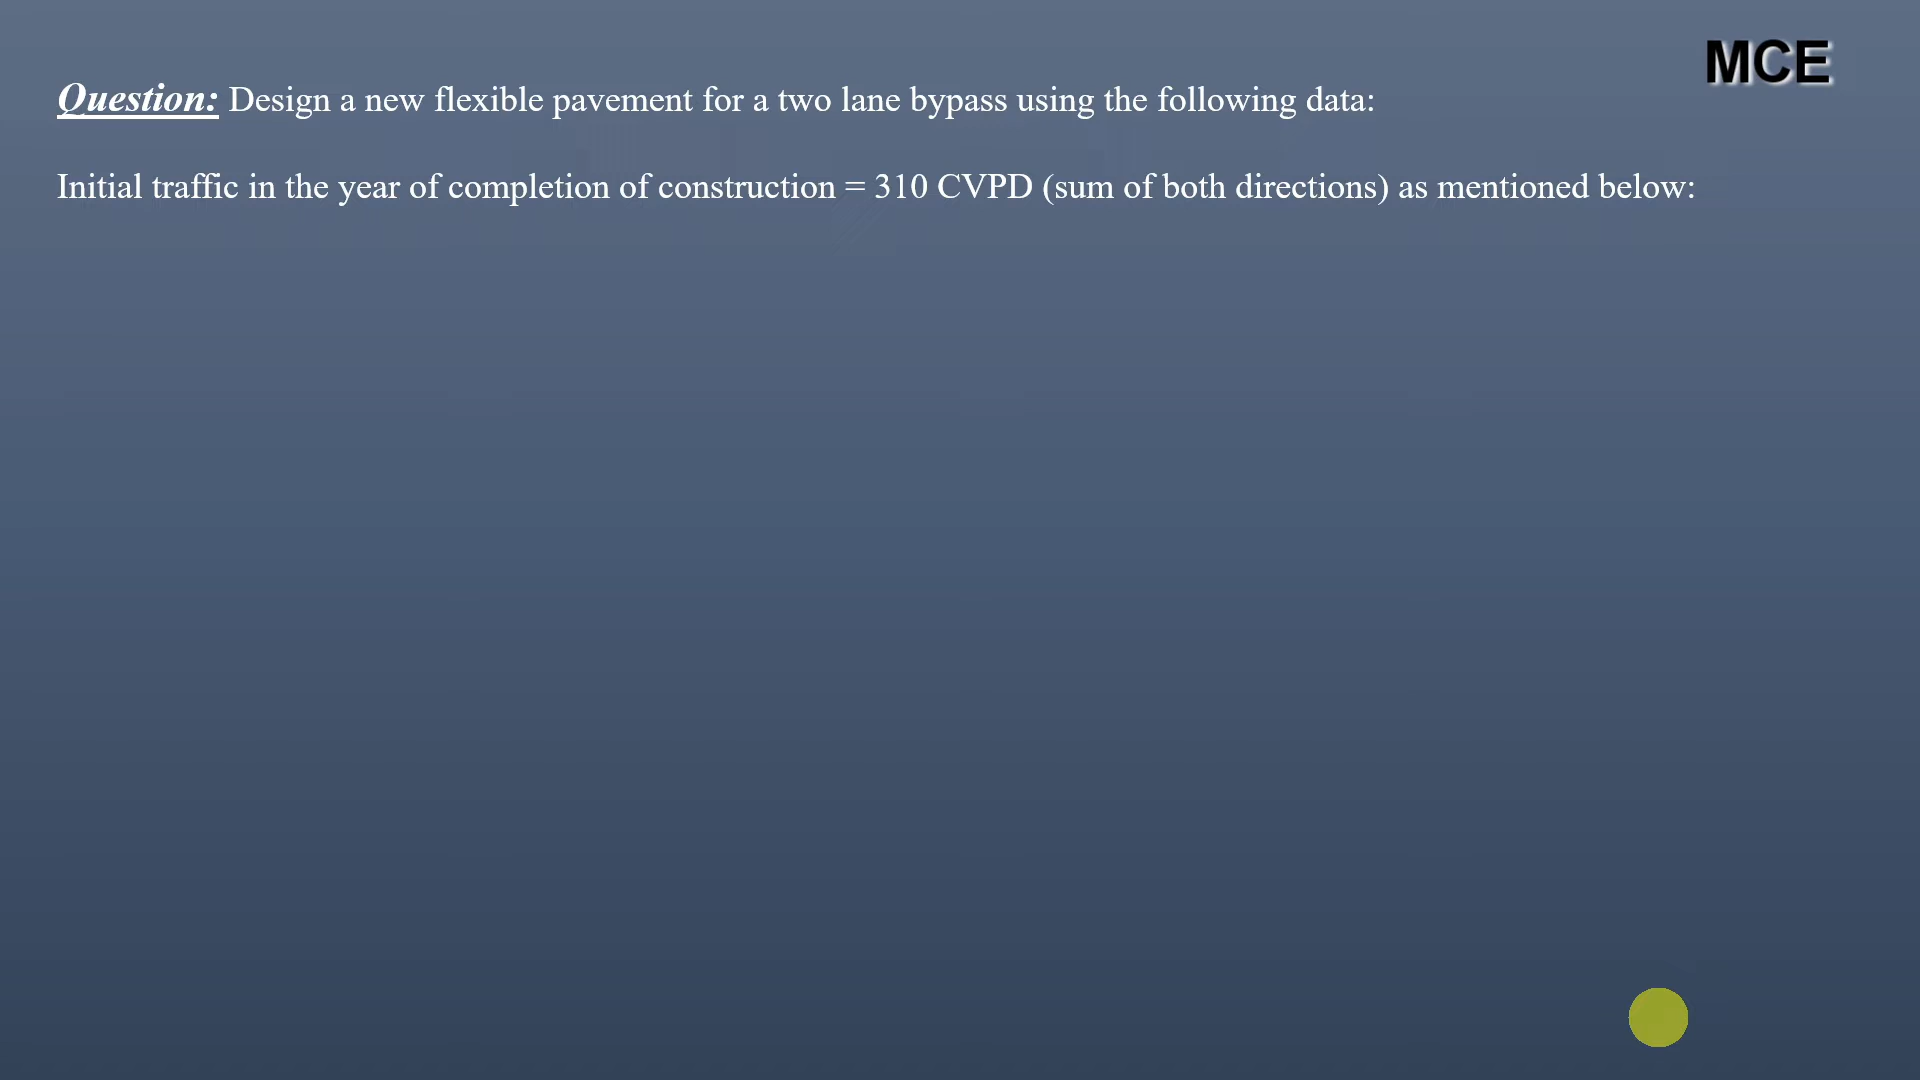 MCE
Question: Design a new flexible pavement for a two lane bypass using the following data:
Initial traffic in the year of completion of construction = 310 CVPD (sum of both directions) as mentioned below: